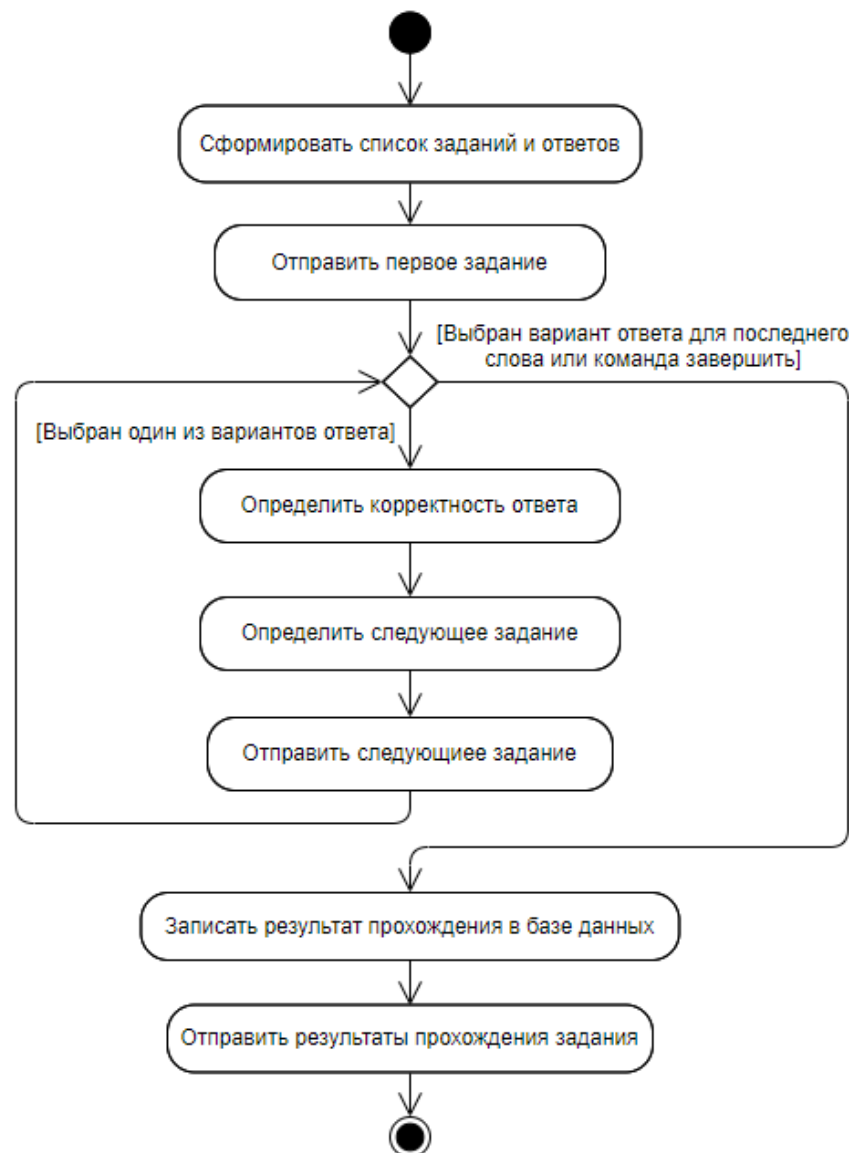 Сформировать список заданий и ответов
Отправить первое задание
[Выбран вариант ответа для последнего
слова или команда завершить]
[Выбран один из вариантов ответа]
Определить корректность ответа
Определить следующее задание
Отправить следующиее задание
Записать результат прохождения в базе данных
Отправить результаты прохождения задания